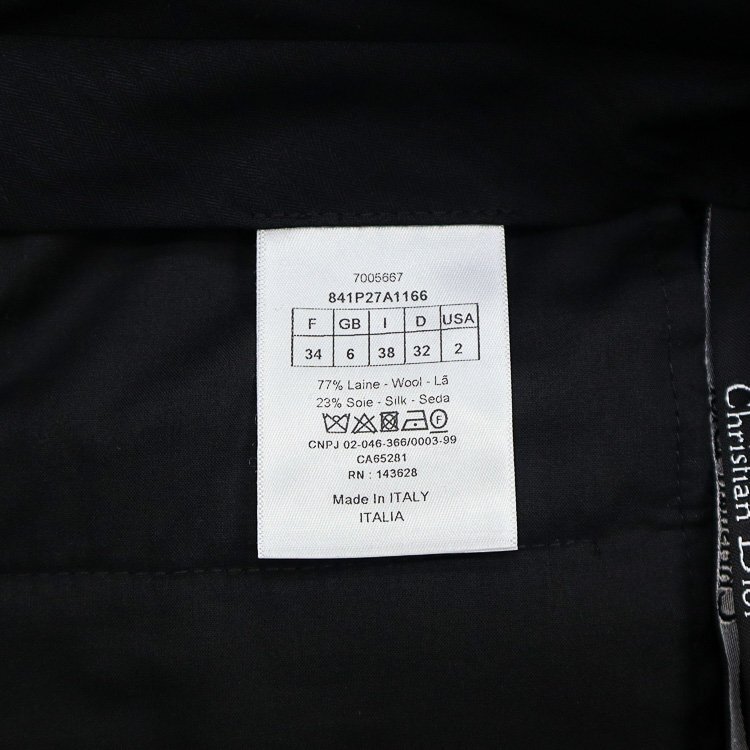 7005667
841P27A1166
F GB I D USA
34 6 38 32 2
77% Laine - Wool - Lã
23% Soie - Silk - Seda
F
CNPJ 02-046-366/0003-99
CA65281
RN : 143628
Made In ITALY
ITALIA
Christian Dior